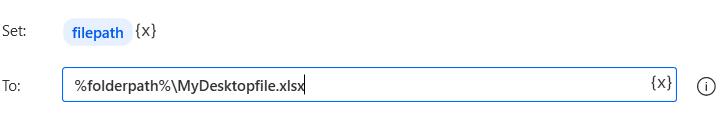 Set: filepath {x}
To: %folderpath%\MyDesktopfile.xlsx {x}